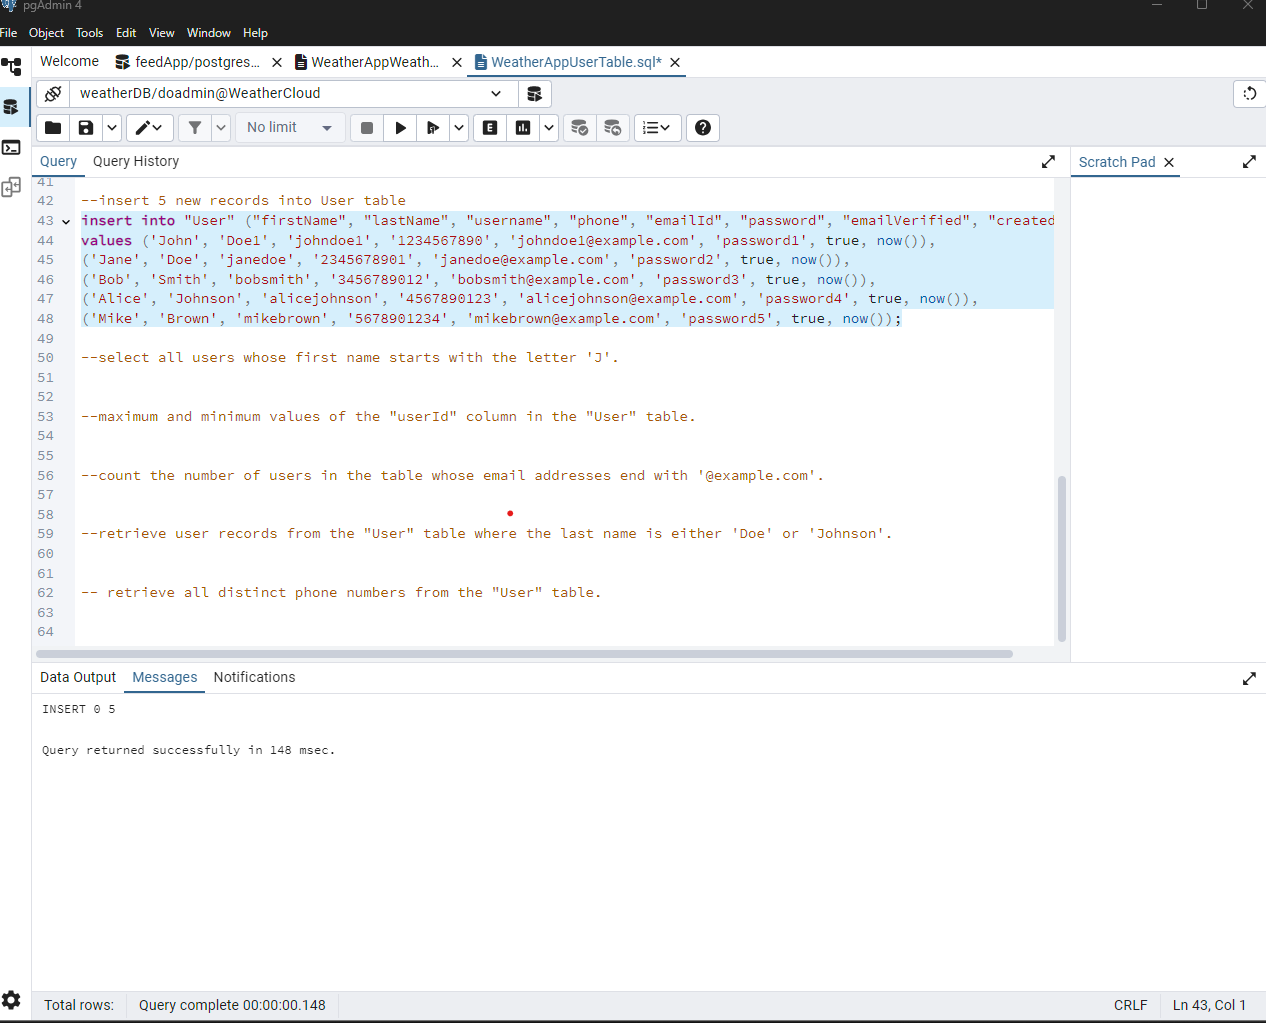 pgAdmin 4
File Object Tools Edit View Window Help
Welcome feedApp/postgres... WeatherAppWeath... WeatherAppUserTable.sql*
weatherDB/doadmin@WeatherCloud
No limit E
Query Query History Scratch Pad
41
42 --insert 5 new records into User table
43 insert into "User" ("firstName", "lastName", "username", "phone", "emailId", "password", "emailVerified", "created
44 values ('John', 'Doe1', 'johndoe1', '1234567890', 'johndoe1@example.com', 'password1', true, now()),
45 ('Jane', 'Doe', 'janedoe', '2345678901', 'janedoe@example.com', 'password2', true, now()),
46 ('Bob', 'Smith', 'bobsmith', '3456789012', 'bobsmith@example.com', 'password3', true, now()),
47 ('Alice', 'Johnson', 'alicejohnson', '4567890123', 'alicejohnson@example.com', 'password4', true, now()),
48 ('Mike', 'Brown', 'mikebrown', '5678901234', 'mikebrown@example.com', 'password5', true, now());
49
50 --select all users whose first name starts with the letter 'J'.
51
52
53 --maximum and minimum values of the "userId" column in the "User" table.
54
55
56 --count the number of users in the table whose email addresses end with '@example.com'.
57
58
59 --retrieve user records from the "User" table where the last name is either 'Doe' or 'Johnson'.
60
61
62 -- retrieve all distinct phone numbers from the "User" table.
63
64
Data Output Messages Notifications
INSERT 0 5
Query returned successfully in 148 msec.
Total rows: Query complete 00:00:00.148 CRLF Ln 43, Col 1